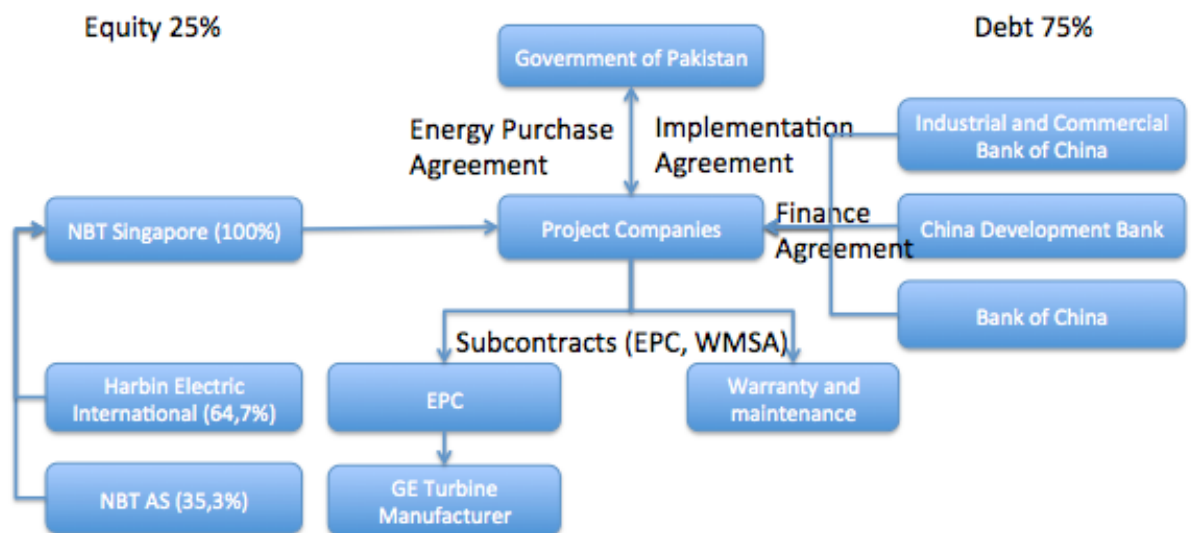 Equity 25%
Debt 75%
Government of Pakistan
Energy Purchase
Agreement
Implementation
Agreement
Industrial and Commercial
Bank of China
NBT Singapore (100%)
Project Companies
Finance
Agreement
China Development Bank
Bank of China
Subcontracts (EPC, WMSA)
Harbin Electric
International (64,7%)
EPC
Warranty and
maintenance
NBT AS (35,3%)
GE Turbine
Manufacturer